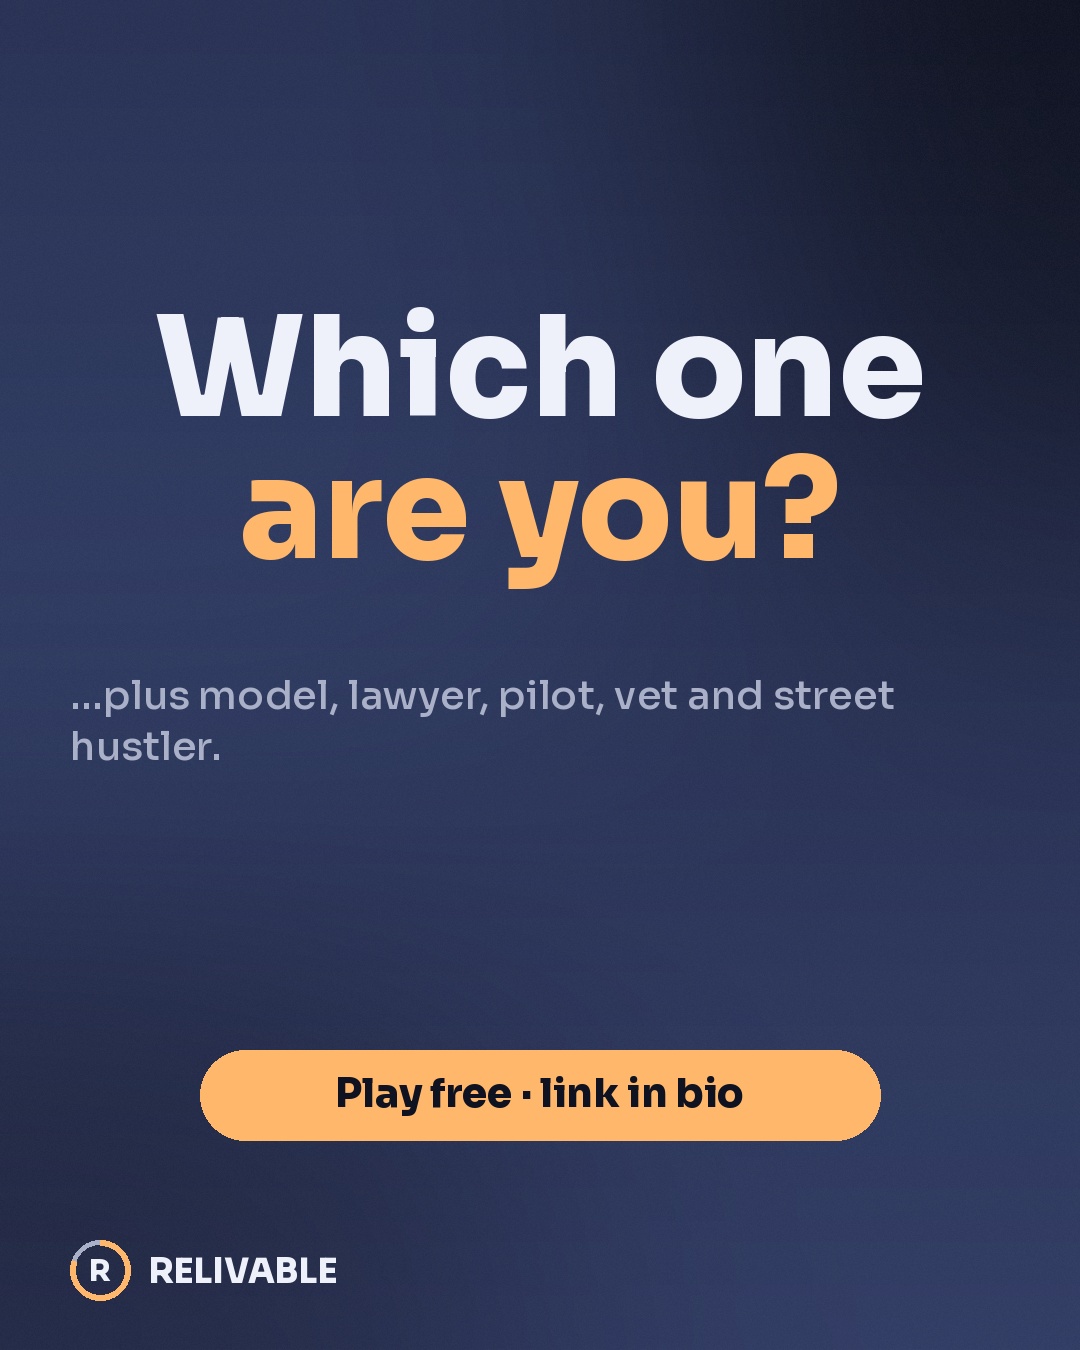 Which one
are you?
...plus model, lawyer, pilot, vet and street
hustler.
Play free · link in bio
R RELIVABLE